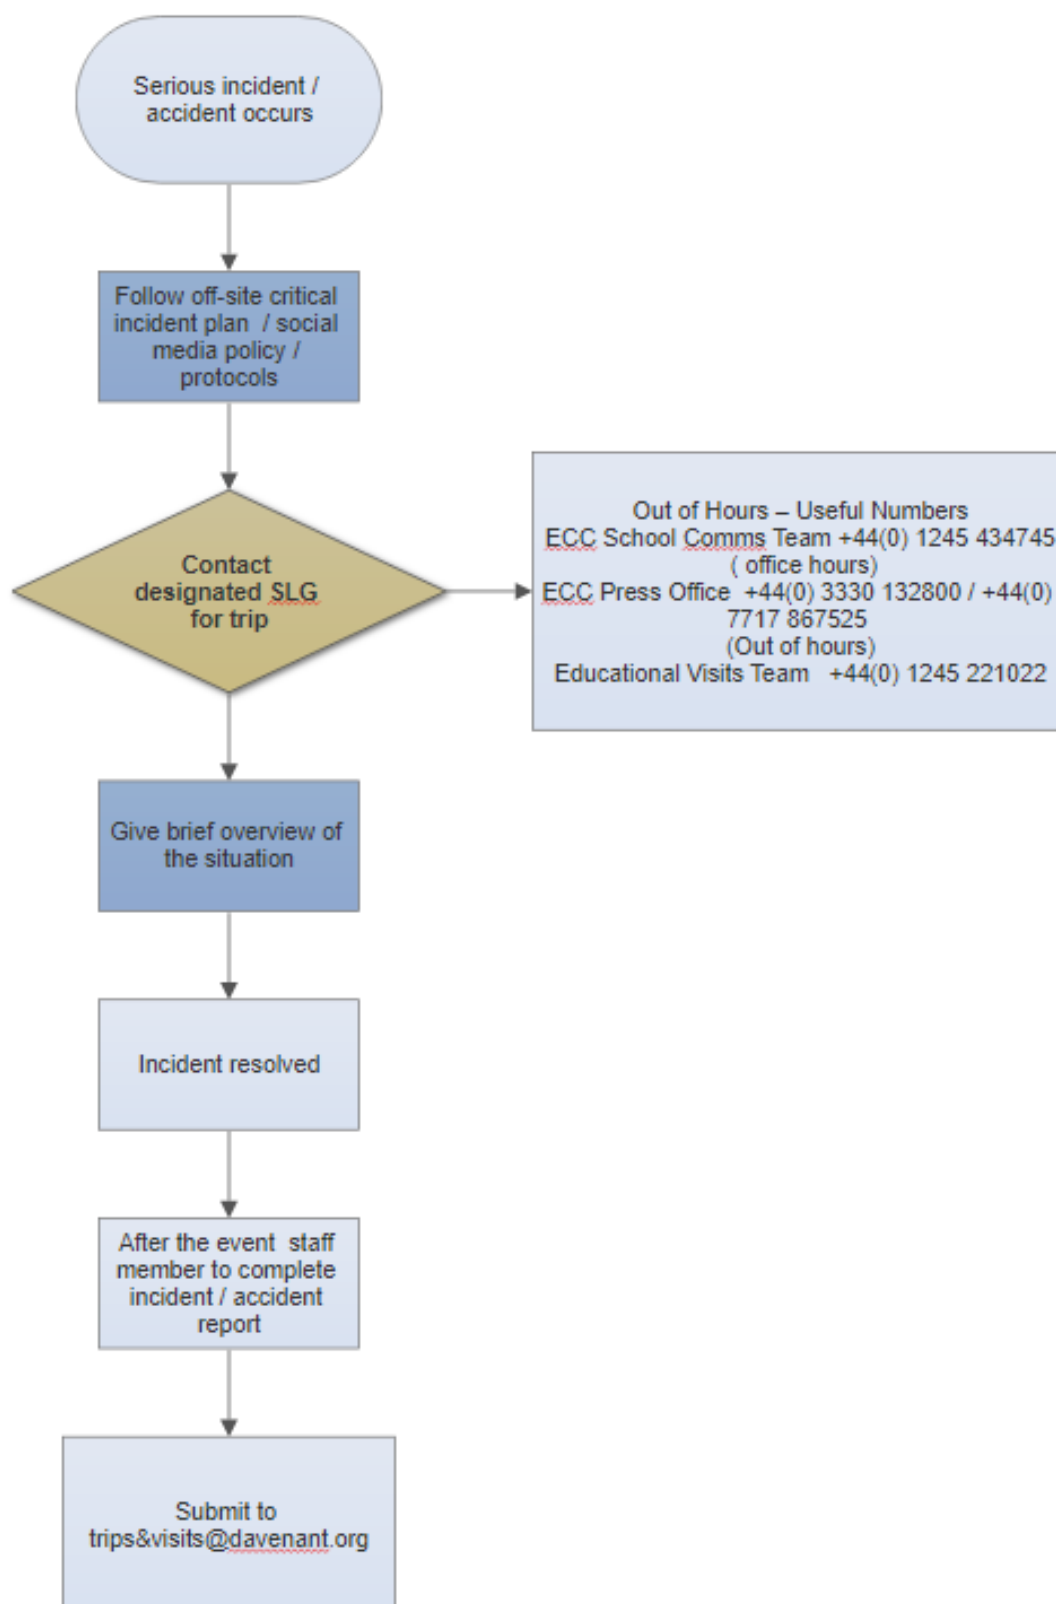 Serious incident /
accident occurs
Follow off-site critical
incident plan / social
media policy /
protocols
Contact
designated SLG
for trip
Out of Hours – Useful Numbers
ECC School Comms Team +44(0) 1245 434745
( office hours)
ECC Press Office +44(0) 3330 132800 / +44(0)
7717 867525
(Out of hours)
Educational Visits Team +44(0) 1245 221022
Give brief overview of
the situation
Incident resolved
After the event staff
member to complete
incident / accident
report
Submit to
trips&visits@davenant.org